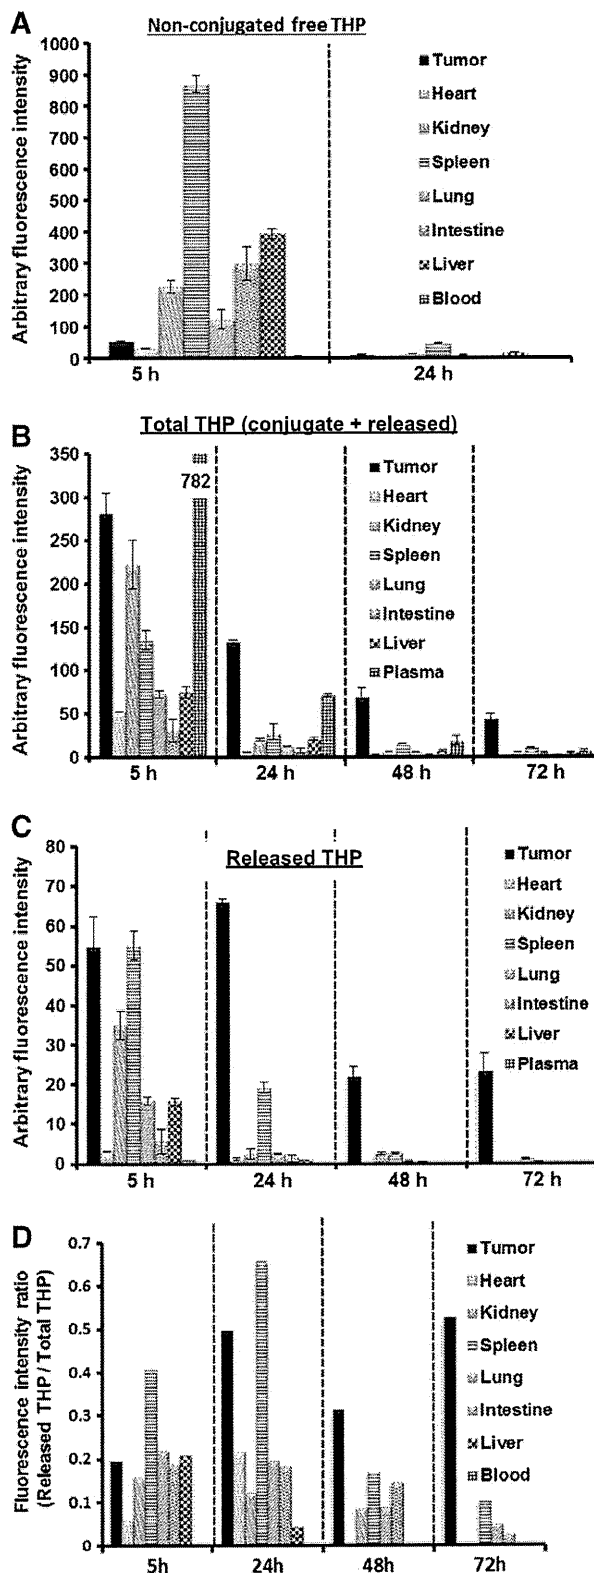 A
Non-conjugated free THP
Arbitrary fluorescence intensity
1000
900
800
700
600
500
400
300
200
100
0
Tumor
Heart
Kidney
Spleen
Lung
Intestine
Liver
Blood
5 h
24 h
B
Total THP (conjugate + released)
Arbitrary fluorescence intensity
350
300
250
200
150
100
50
0
782
Tumor
Heart
Kidney
Spleen
Lung
Intestine
Liver
Plasma
5 h
24 h
48 h
72 h
C
Released THP
Arbitrary fluorescence intensity
80
70
60
50
40
30
20
10
0
Tumor
Heart
Kidney
Spleen
Lung
Intestine
Liver
Plasma
5 h
24 h
48 h
72 h
D
Fluorescence intensity ratio
(Released THP / Total THP)
0.7
0.6
0.5
0.4
0.3
0.2
0.1
0
Tumor
Heart
Kidney
Spleen
Lung
Intestine
Liver
Blood
5h
24h
48h
72h